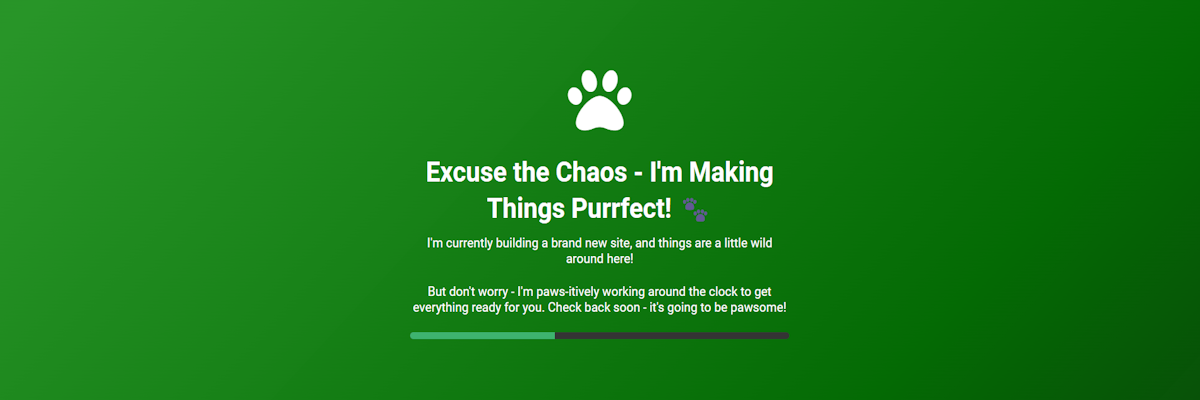 Excuse the Chaos - I'm Making
Things Purrfect! 🐾
I'm currently building a brand new site, and things are a little wild
around here!
But don't worry - I'm paws-itively working around the clock to get
everything ready for you. Check back soon - it's going to be pawsome!